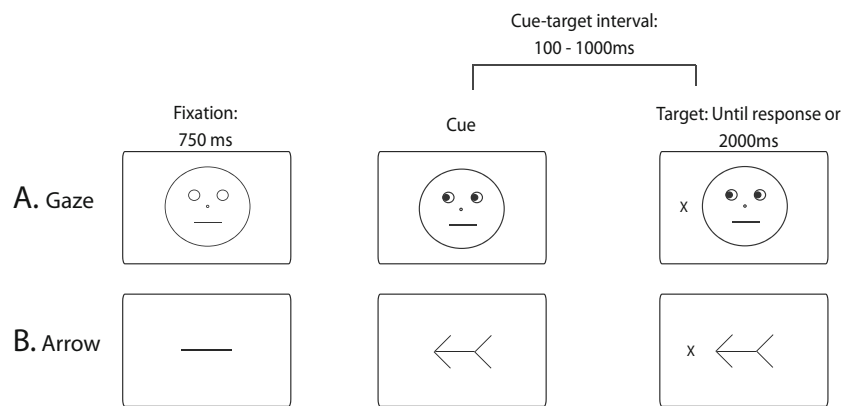 Cue-target interval:
100 - 1000ms
Fixation:
750 ms
Cue
Target: Until response or
2000ms
A. Gaze
X
B. Arrow
X